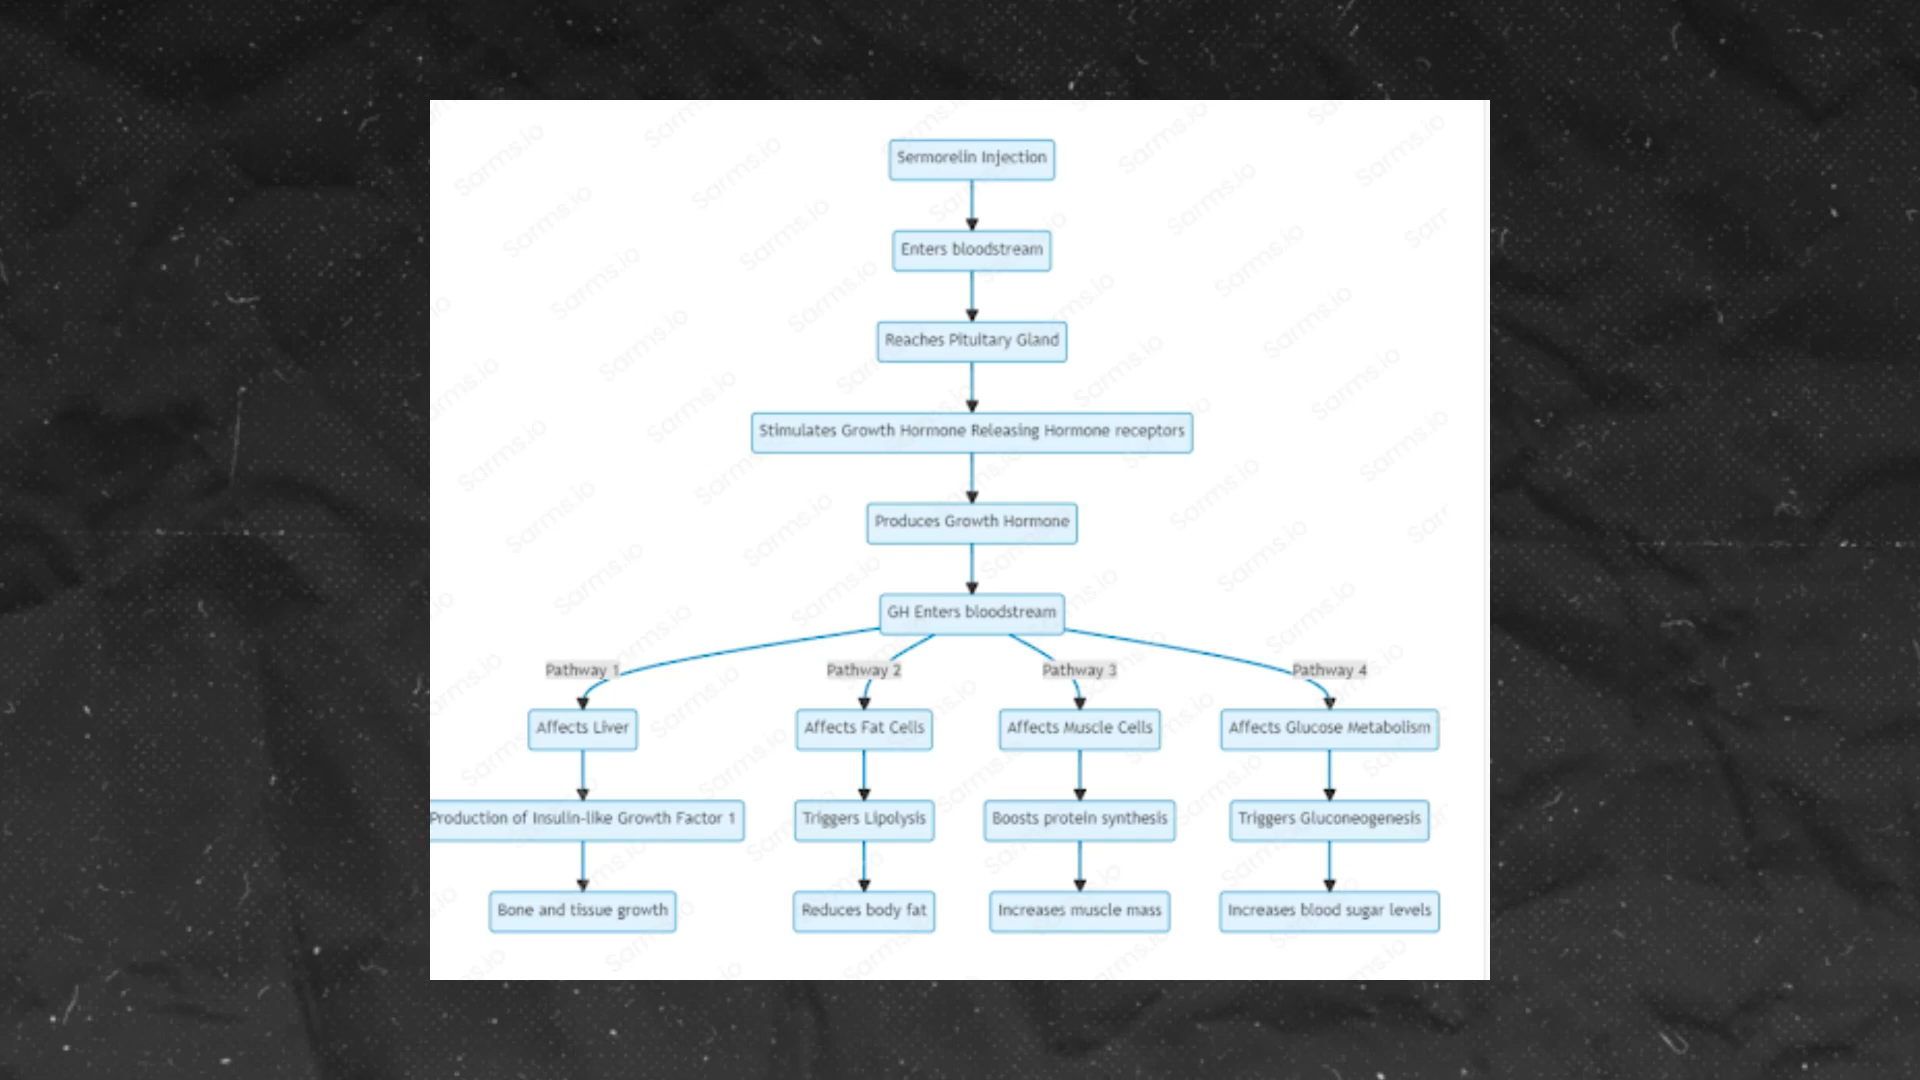 Sermorelin Injection
Enters bloodstream
Reaches Pituitary Gland
Stimulates Growth Hormone Releasing Hormone receptors
Produces Growth Hormone
GH Enters bloodstream
Pathway 1
Pathway 2
Pathway 3
Pathway 4
Affects Liver
Affects Fat Cells
Affects Muscle Cells
Affects Glucose Metabolism
Production of Insulin-like Growth Factor 1
Triggers Lipolysis
Boosts protein synthesis
Triggers Gluconeogenesis
Bone and tissue growth
Reduces body fat
Increases muscle mass
Increases blood sugar levels
Sarms.io